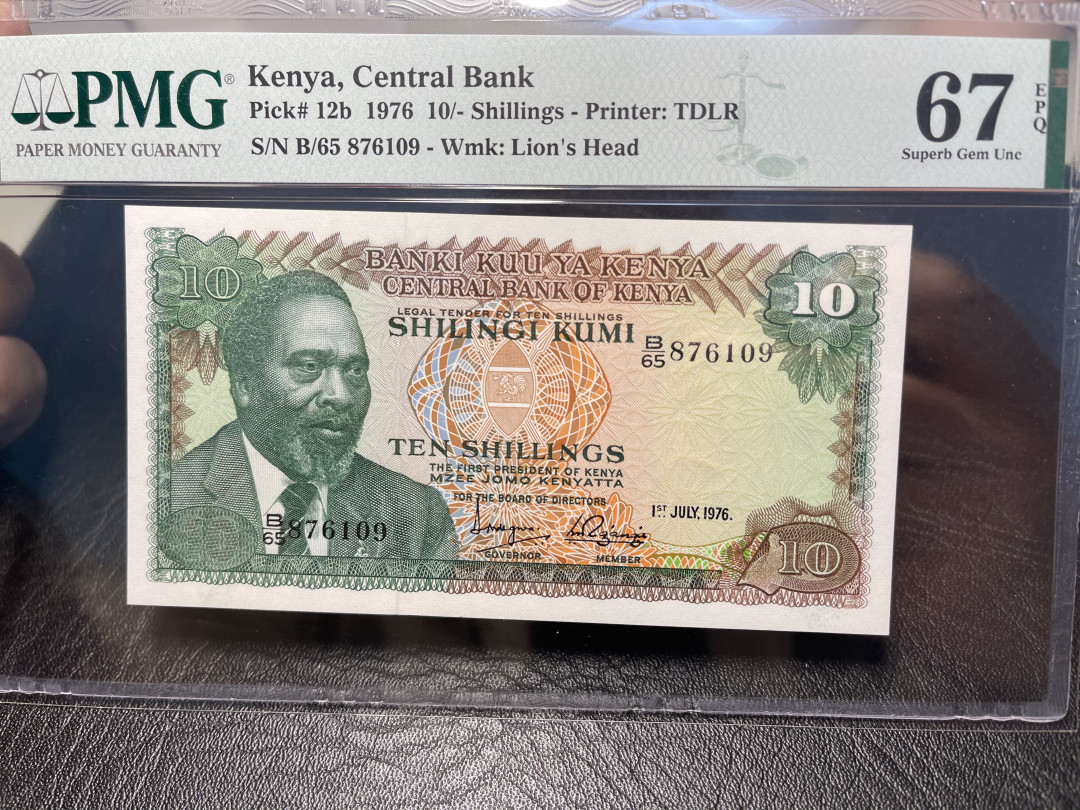 PMG®
PAPER MONEY GUARANTY
Kenya, Central Bank
Pick# 12b 1976 10/- Shillings - Printer: TDLR
S/N B/65 876109 - Wmk: Lion's Head
67
Superb Gem Unc
EPQ
10
BANKI KUU YA KENYA
CENTRAL BANK OF KENYA
10
LEGAL TENDER FOR TEN SHILLINGS
SHILINGI KUMI
B/65 876109
TEN SHILLINGS
THE FIRST PRESIDENT OF KENYA
MZEE JOMO KENYATTA
FOR THE BOARD OF DIRECTORS
1ST JULY, 1976.
B/65 876109
GOVERNOR
MEMBER
10